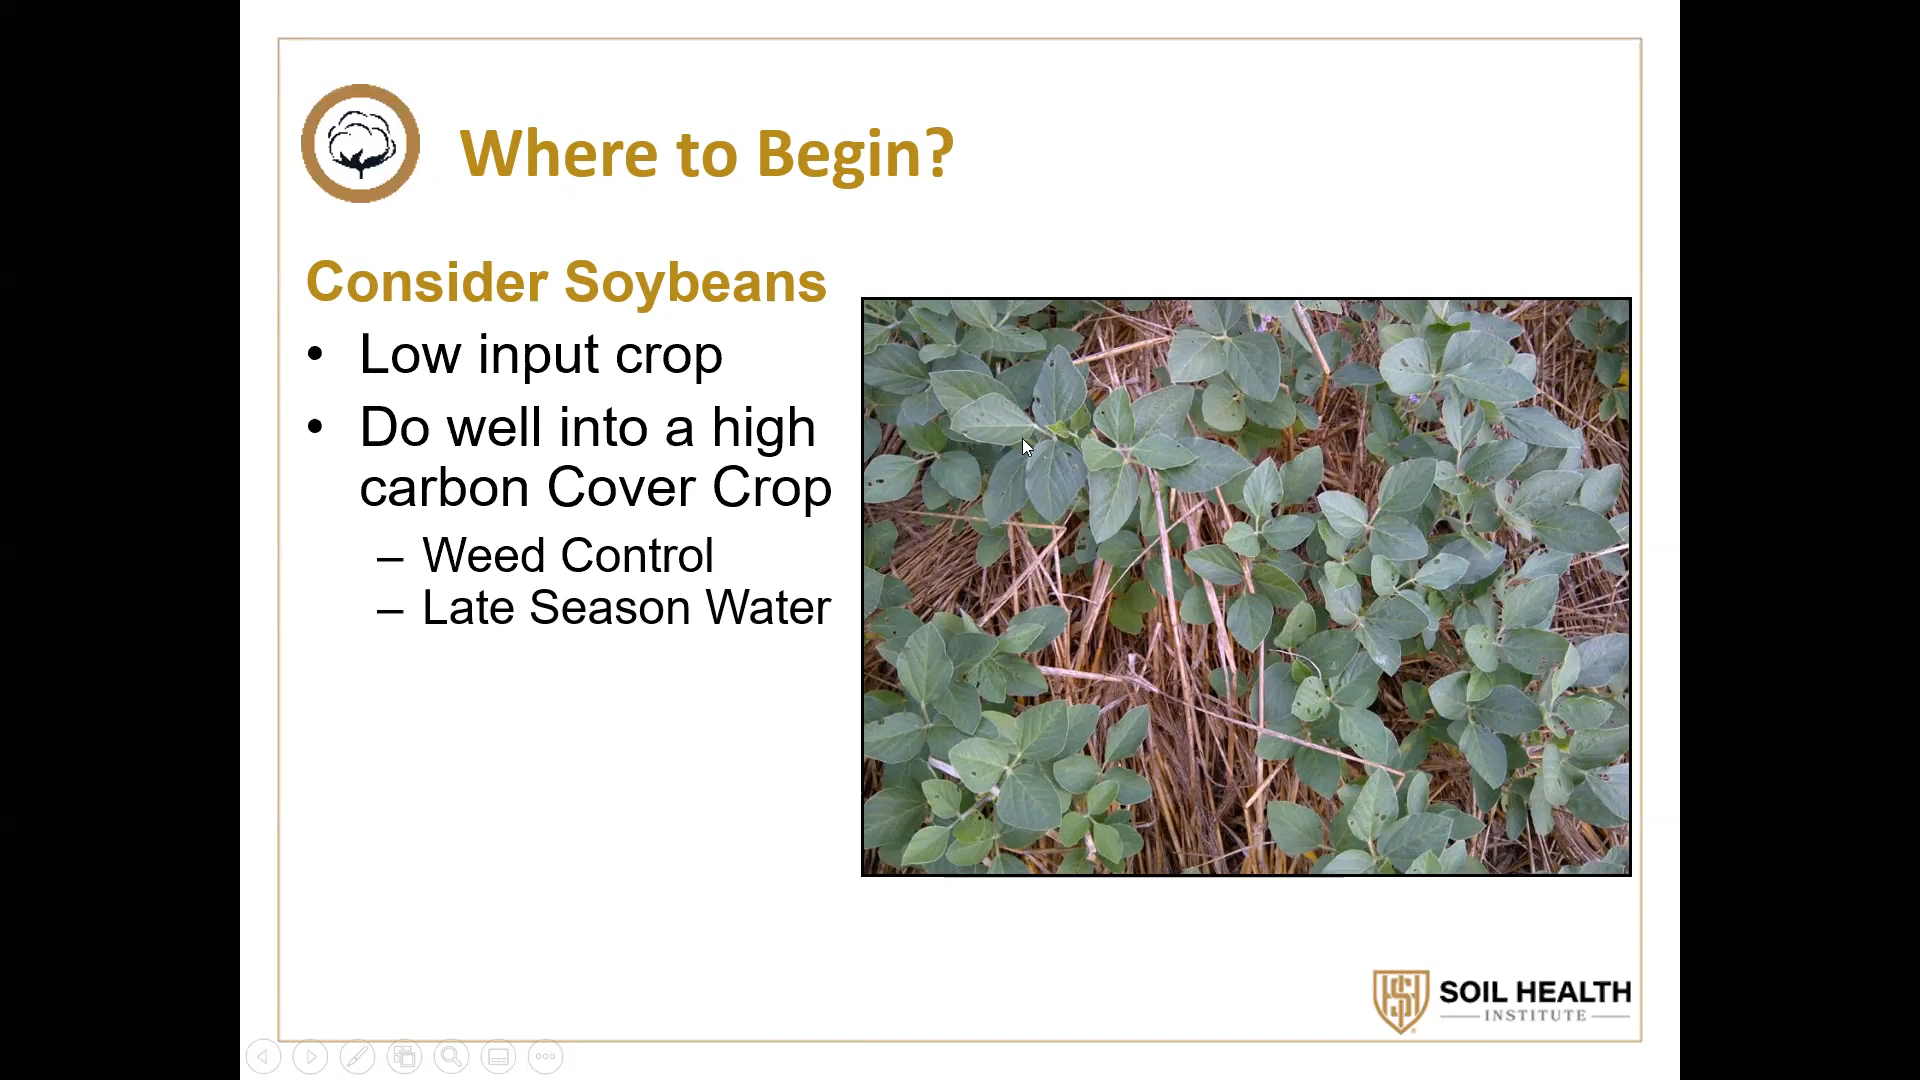 Where to Begin?
Consider Soybeans
• Low input crop
• Do well into a high
carbon Cover Crop
– Weed Control
– Late Season Water
SOIL HEALTH
INSTITUTE